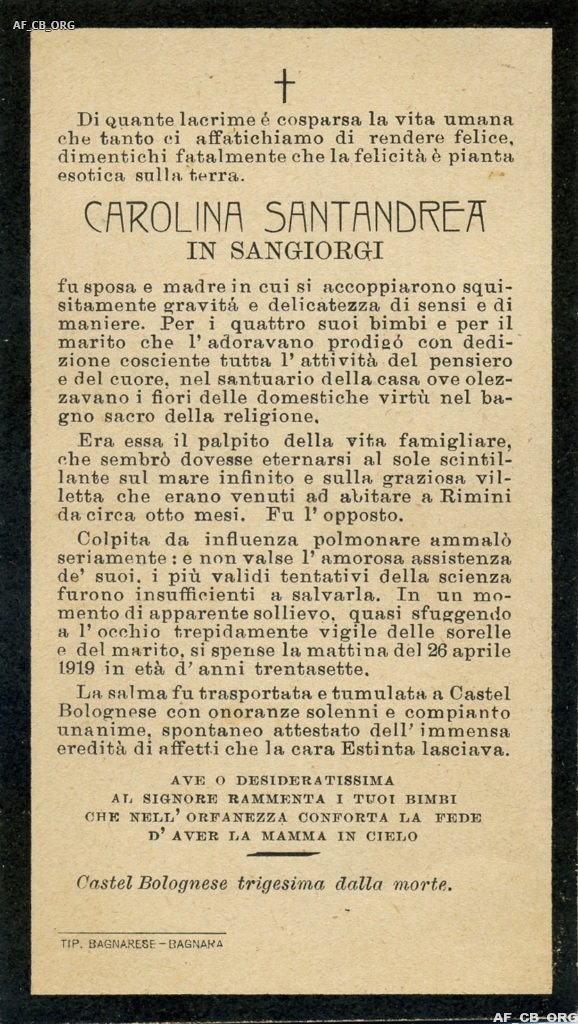 AF_CB_ORG
Di quante lacrime é cosparsa la vita umana
che tanto ci affatichiamo di rendere felice,
dimentichi fatalmente che la felicità è pianta
esotica sulla terra.
CAROLINA SANTANDREA
IN SANGIORGI
fu sposa e madre in cui si accoppiarono squi-
sitamente gravitá e delicatezza di sensi e di
maniere. Per i quattro suoi bimbi e per il
marito che l' adoravano prodigó con dedi-
zione cosciente tutta l' attività del pensiero
e del cuore, nel santuario della casa ove olez-
zavano i fiori delle domestiche virtù nel ba-
gno sacro della religione.
Era essa il palpito della vita famigliare,
che sembrò dovesse eternarsi al sole scintil-
lante sul mare infinito e sulla graziosa vil-
letta che erano venuti ad abitare a Rimini
da circa otto mesi. Fu l' opposto.
Colpita da influenza polmonare ammalò
seriamente : e non valse l' amorosa assistenza
de' suoi. i più validi tentativi della scienza
furono insufficienti a salvarla. In un mo-
mento di apparente sollievo, quasi sfuggendo
a l' occhio trepidamente vigile delle sorelle
e del marito, si spense la mattina del 26 aprile
1919 in età d' anni trentasette.
La salma fu trasportata e tumulata a Castel
Bolognese con onoranze solenni e compianto
unanime, spontaneo attestato dell' immensa
eredità di affetti che la cara Estinta lasciava.
AVE O DESIDERATISSIMA
AL SIGNORE RAMMENTA I TUOI BIMBI
CHE NELL' ORFANEZZA CONFORTA LA FEDE
D' AVER LA MAMMA IN CIELO
Castel Bolognese trigesima dalla morte.
TIP. BAGNARESE - BAGNARA
AF_CB_ORG